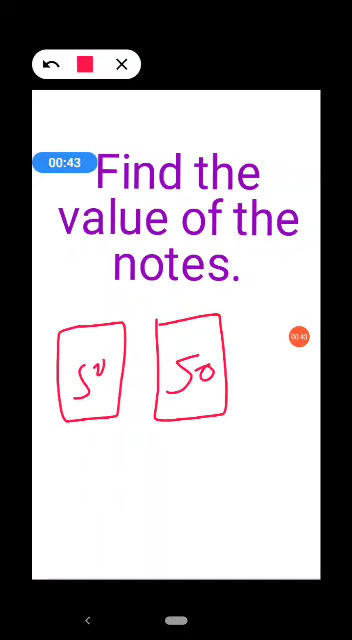 00:43
Find the
value of the
notes.
00:43
50 50